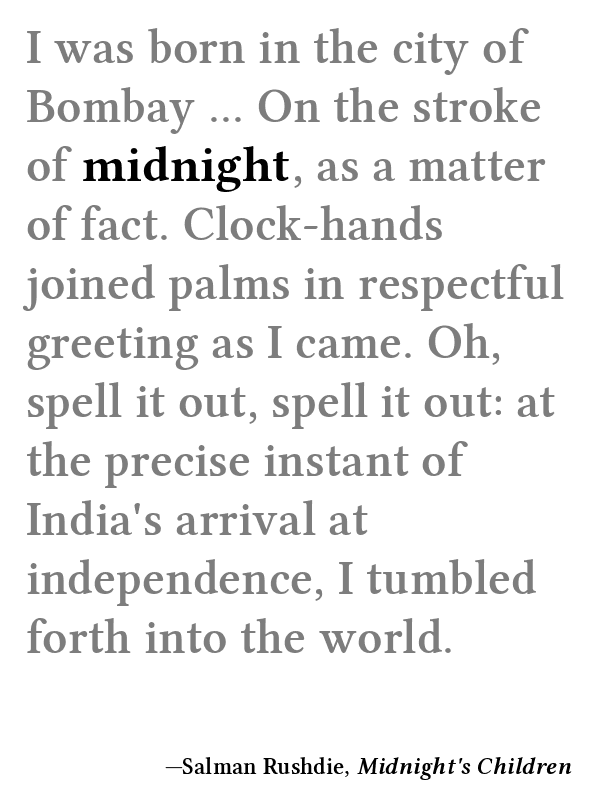 I was born in the city of
Bombay ... On the stroke
of midnight, as a matter
of fact. Clock-hands
joined palms in respectful
greeting as I came. Oh,
spell it out, spell it out: at
the precise instant of
India's arrival at
independence, I tumbled
forth into the world.
—Salman Rushdie, Midnight's Children